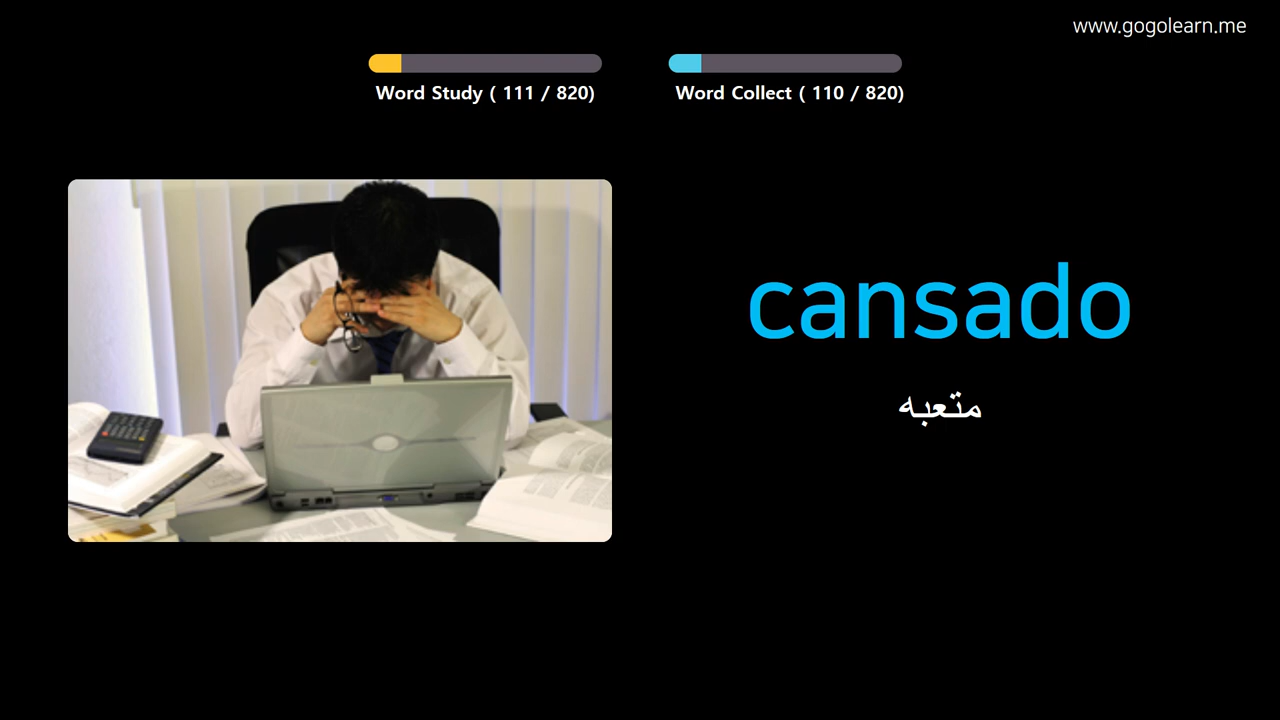 www.gogolearn.me
Word Study ( 111 / 820)
Word Collect ( 110 / 820)
cansado
متعبه